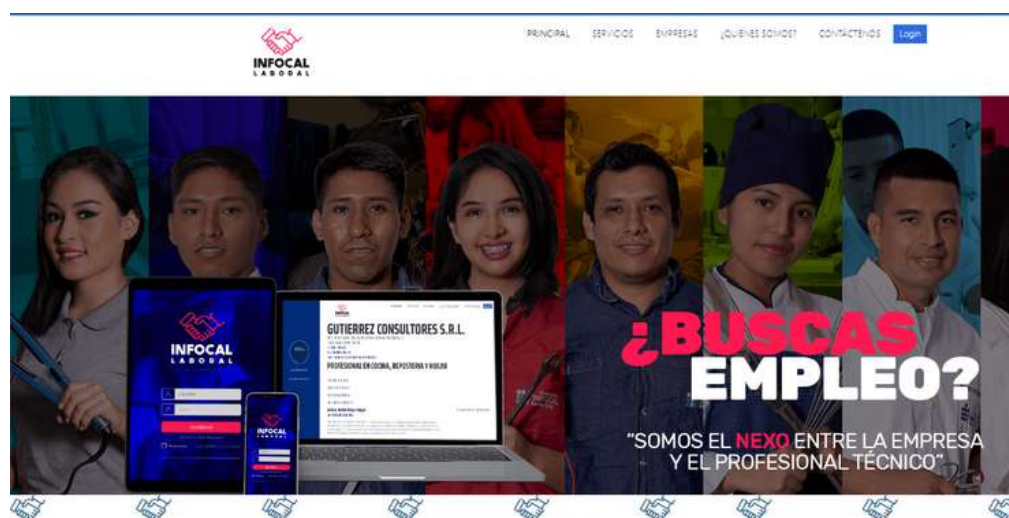 INFOCAL
LABORAL
PRINCIPAL SERVICIOS EMPRESAS ¿QUIENES SOMOS? CONTÁCTENOS Login
INFOCAL
LABORAL
GUTIERREZ CONSULTORES S.R.L.
PROFESIONAL EN COCINA, REPOSTERIA Y
INFOCAL
¿BUSCAS
EMPLEO?
"SOMOS EL NEXO ENTRE LA EMPRESA
Y EL PROFESIONAL TÉCNICO"